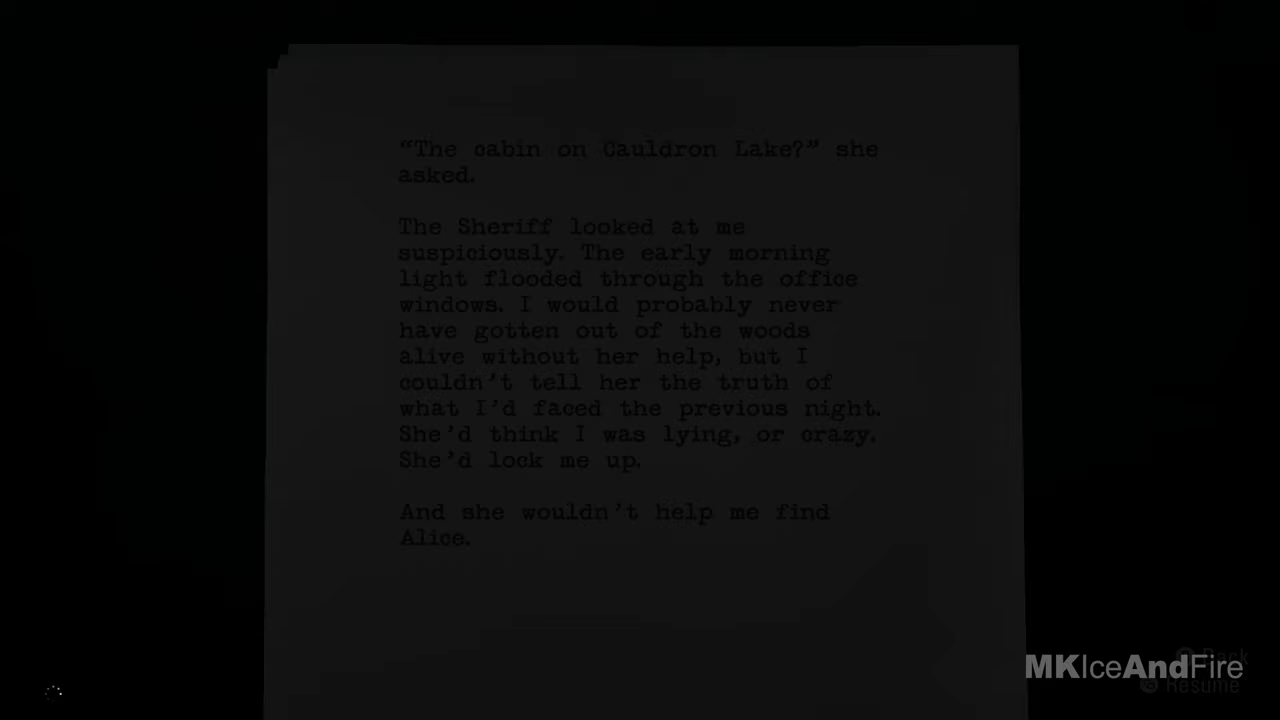 “The cabin on Cauldron Lake?” she
asked.
The Sheriff looked at me
suspiciously. The early morning
light flooded through the office
windows. I would probably never
have gotten out of the woods
alive without her help, but I
couldn’t tell her the truth of
what I’d faced the previous night.
She’d think I was lying, or crazy.
She’d lock me up.
And she wouldn’t help me find
Alice.
Back
MKIceAndFire
Resume